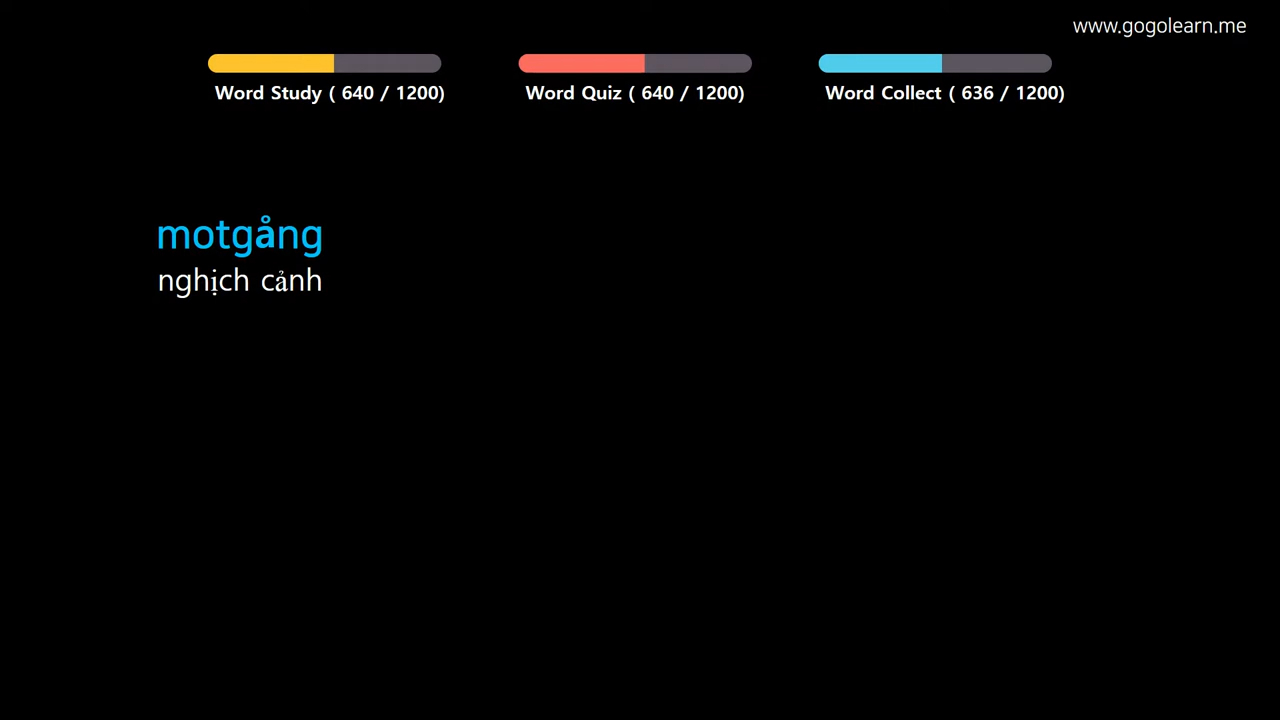 www.gogolearn.me
Word Study ( 640 / 1200)
Word Quiz ( 640 / 1200)
Word Collect ( 636 / 1200)
motgång
nghịch cảnh